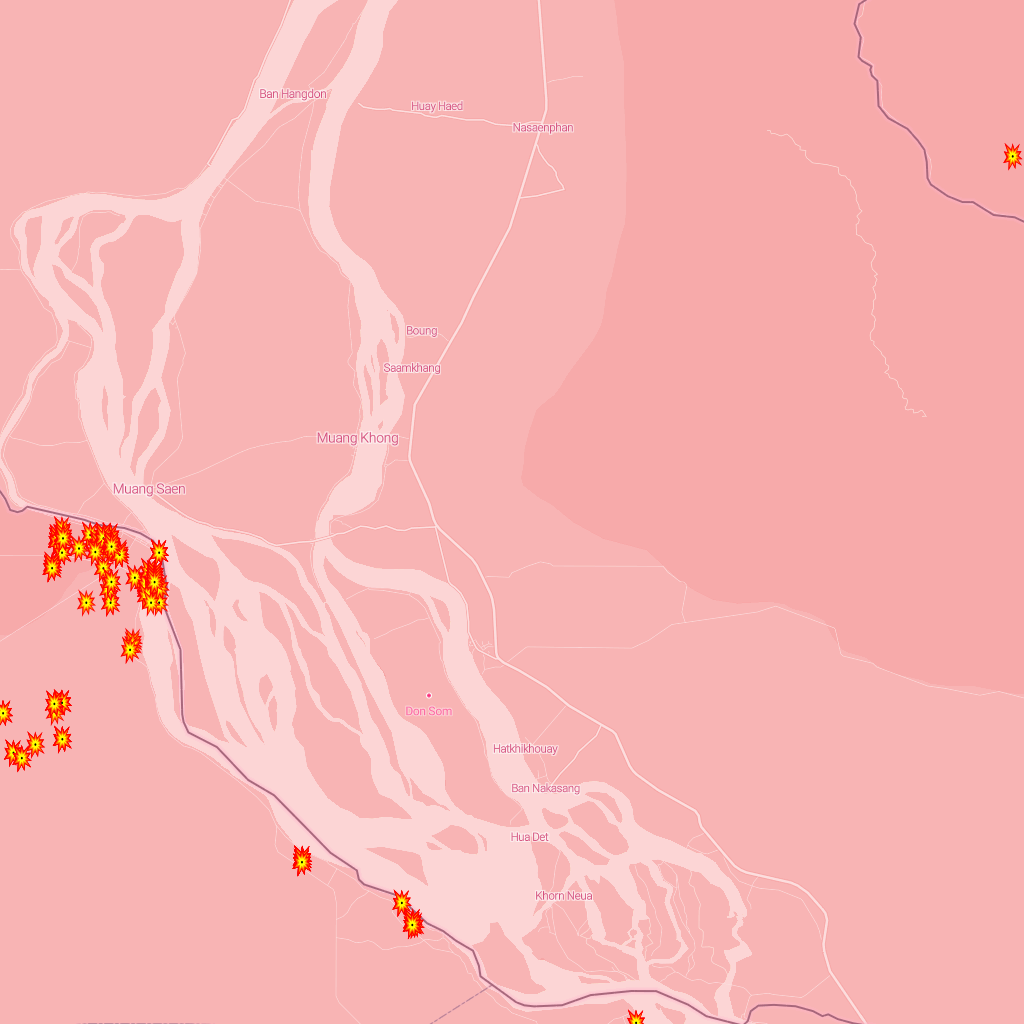 Ban Hangdon
Huay Haed
Nasaenphan
Boung
Saamkhang
Muang Khong
Muang Saen
Don Som
Hatkhikhouay
Ban Nakasang
Hua Det
Khorn Neua